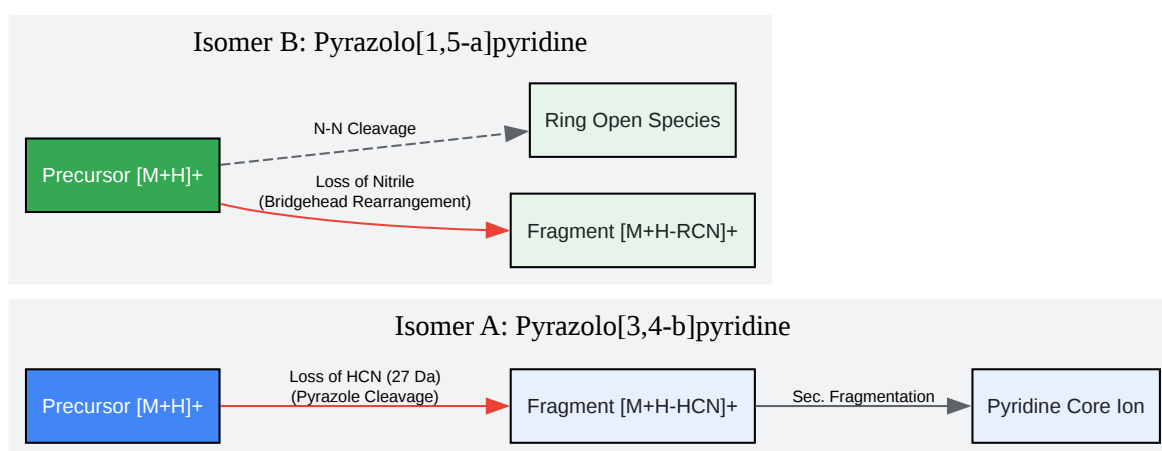 Isomer B: Pyrazolo[1,5-a]pyridine
Precursor [M+H]+
N-N Cleavage
Ring Open Species
Loss of Nitrile
(Bridgehead Rearrangement)
Fragment [M+H-RCN]+
Isomer A: Pyrazolo[3,4-b]pyridine
Precursor [M+H]+
Loss of HCN (27 Da)
(Pyrazole Cleavage)
Fragment [M+H-HCN]+
Sec. Fragmentation
Pyridine Core Ion